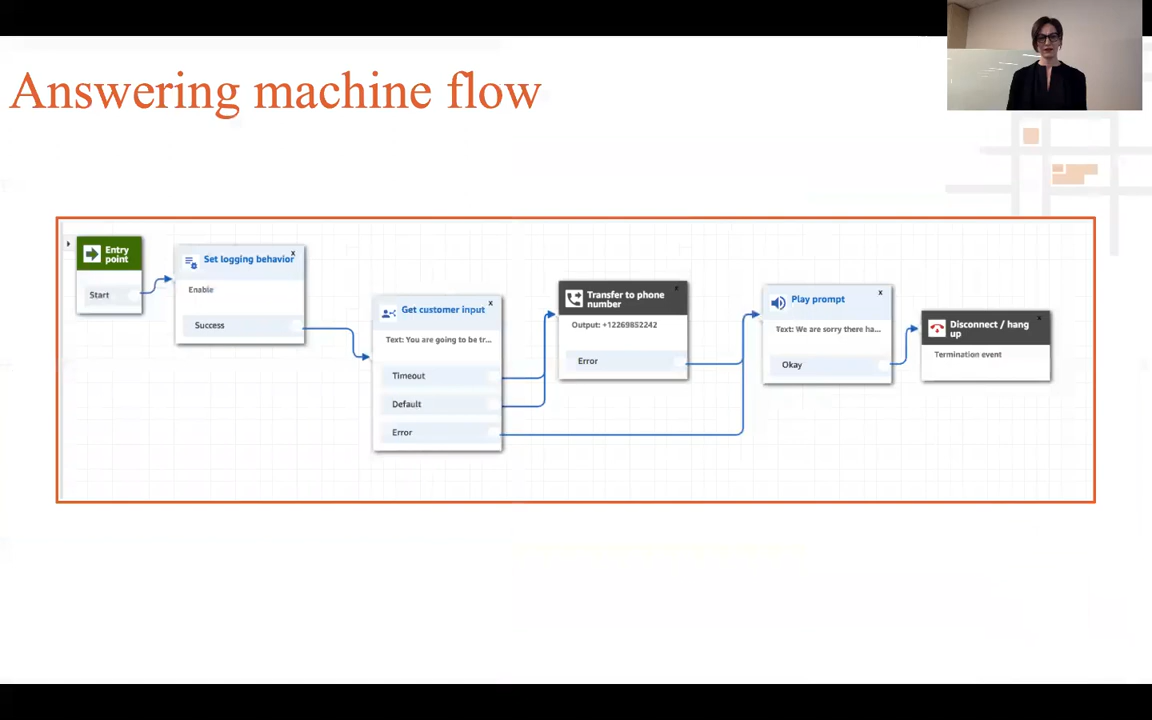 Answering machine flow
Entry
point
Start
Set logging behavior
x
Enable
Success
Get customer input
x
Text: You are going to be tr...
Timeout
Default
Error
Transfer to phone
number
x
Output: +12269852242
Error
Play prompt
x
Text: We are sorry there ha...
Okay
Disconnect / hang
up
x
Termination event